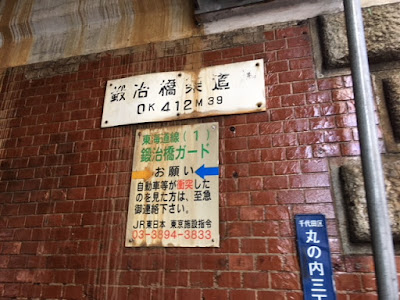 鍛冶橋架道
0K412M39
東海道線(1)
鍛冶橋ガード
お願い
自動車等が衝突した
のを見た方は、至急
御連絡下さい。
JR東日本 東京施設指令
03-3894-3833
千代田区
丸の内三丁